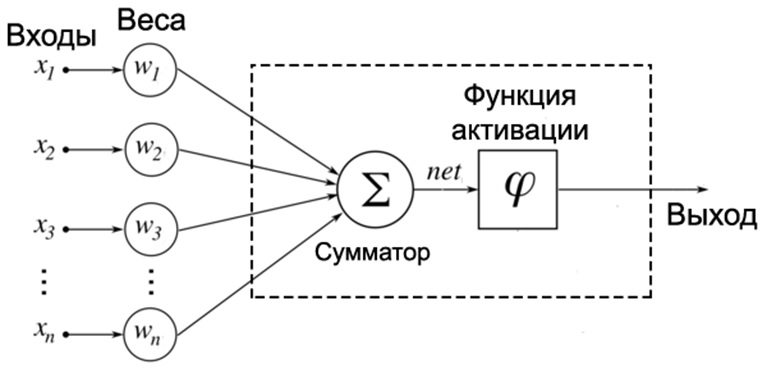 Входы
Веса
x1
w1
x2
w2
x3
w3
xn
wn
Σ
Сумматор
net
Функция
активации
φ
Выход